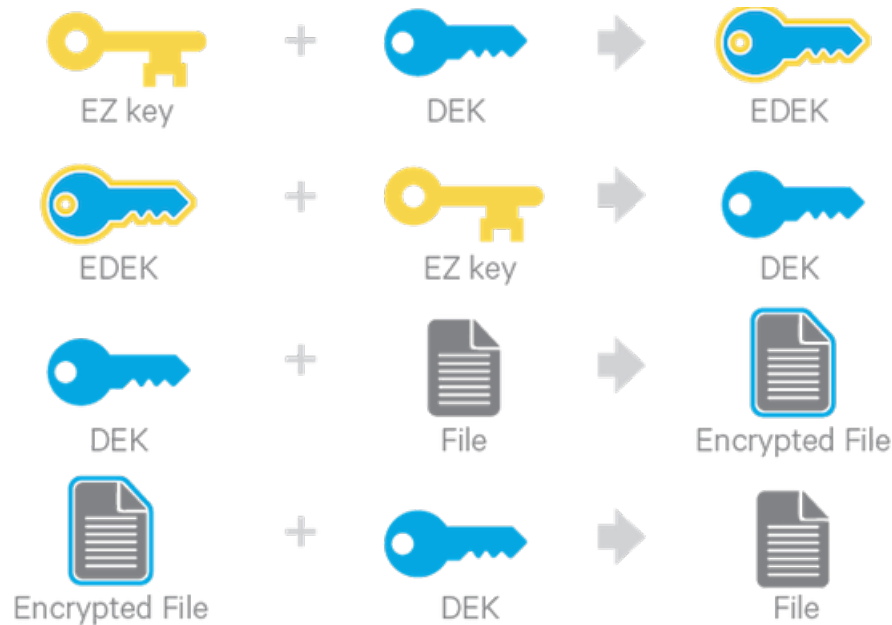 EZ key + DEK EDEK
EDEK + EZ key DEK
DEK + File Encrypted File
Encrypted File + DEK File